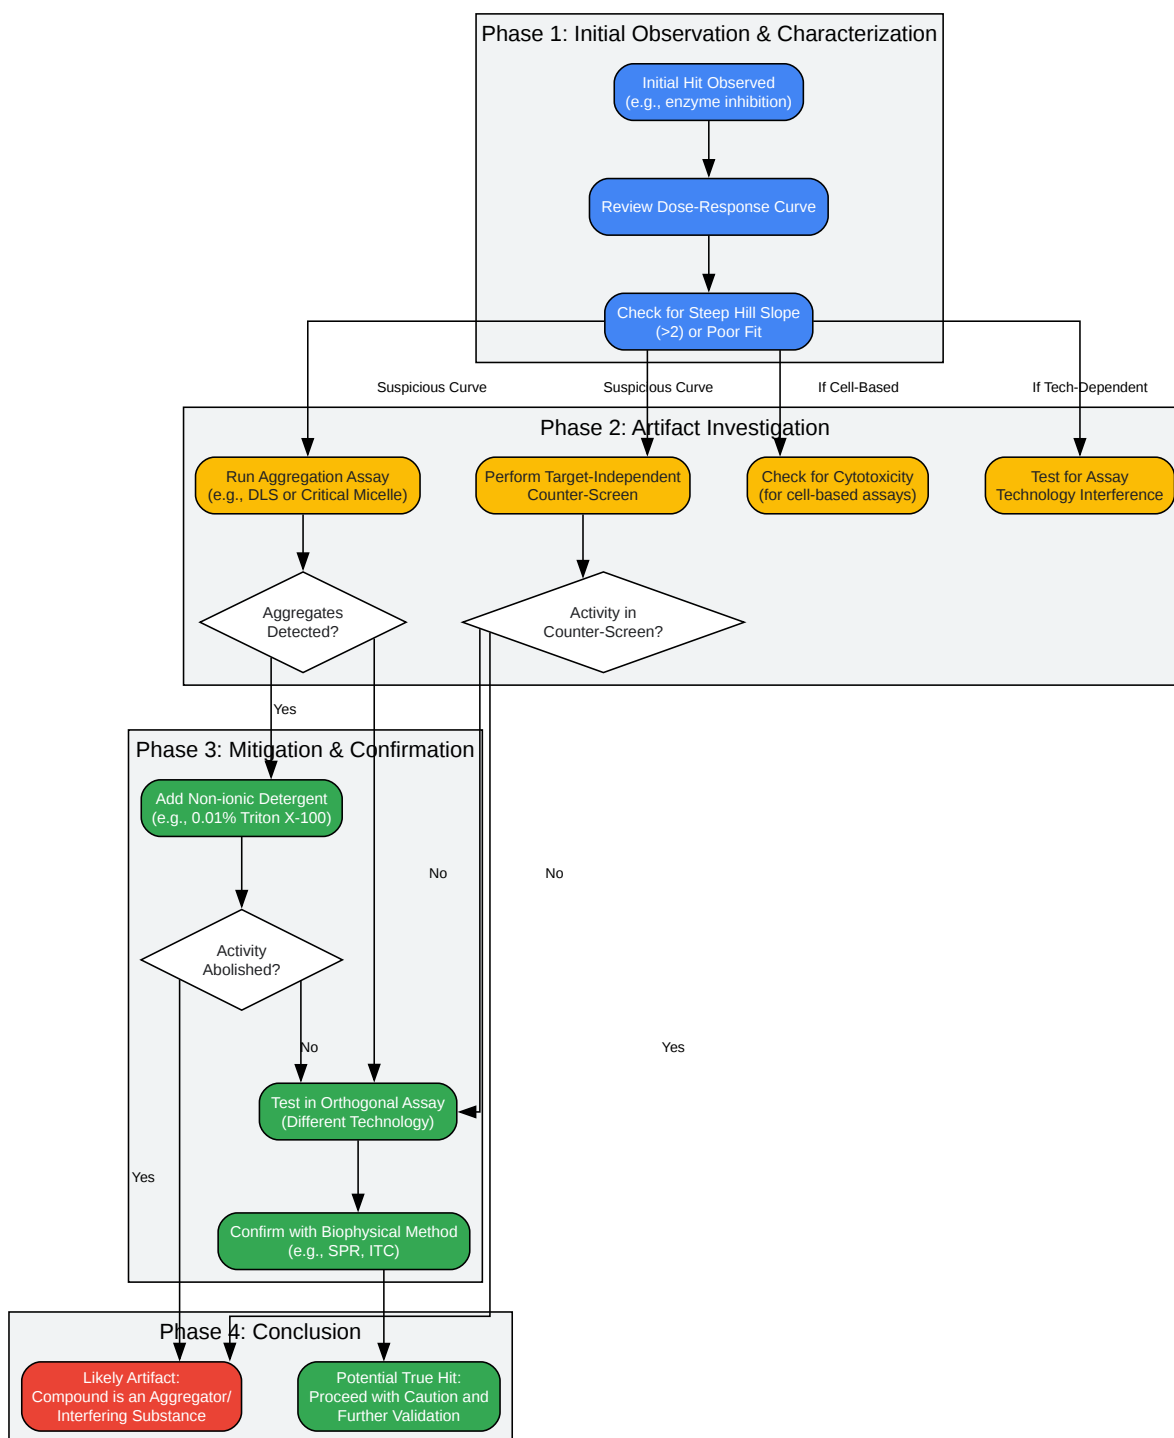 Phase 1: Initial Observation & Characterization
Initial Hit Observed
(e.g., enzyme inhibition)
Review Dose-Response Curve
Check for Steep Hill Slope
(>2) or Poor Fit
Suspicious Curve
Suspicious Curve
If Cell-Based
If Tech-Dependent
Phase 2: Artifact Investigation
Run Aggregation Assay
(e.g., DLS or Critical Micelle)
Perform Target-Independent
Counter-Screen
Check for Cytotoxicity
(for cell-based assays)
Test for Assay
Technology Interference
Aggregates
Detected?
Activity in
Counter-Screen?
Yes
Phase 3: Mitigation & Confirmation
Add Non-ionic Detergent
(e.g., 0.01% Triton X-100)
No
No
Activity
Abolished?
No
Yes
Test in Orthogonal Assay
(Different Technology)
Yes
Confirm with Biophysical Method
(e.g., SPR, ITC)
Phase 4: Conclusion
Likely Artifact:
Compound is an Aggregator/
Interfering Substance
Potential True Hit:
Proceed with Caution and
Further Validation